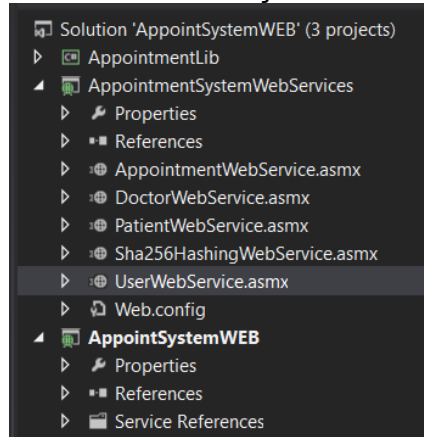 Solution 'AppointSystemWEB' (3 projects)
AppointmentLib
AppointmentSystemWebServices
Properties
References
AppointmentWebService.asmx
DoctorWebService.asmx
PatientWebService.asmx
Sha256HashingWebService.asmx
UserWebService.asmx
Web.config
AppointSystemWEB
Properties
References
Service References